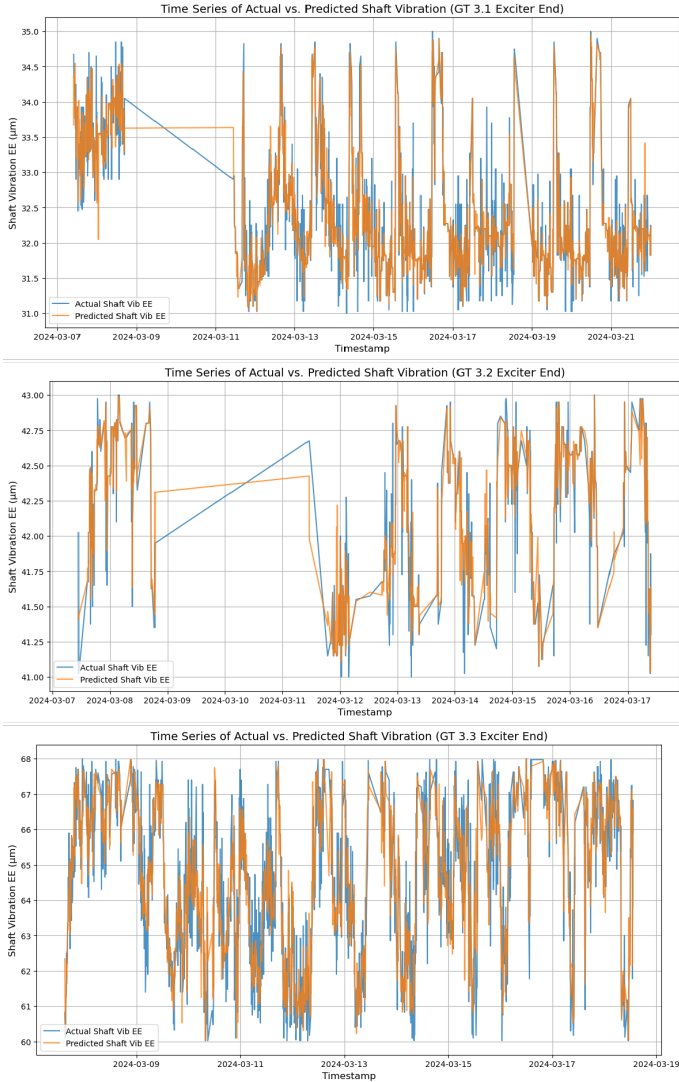 Time Series of Actual vs. Predicted Shaft Vibration (GT 3.1 Exciter End)
Shaft Vibration EE (μm)
35.0
34.5
34.0
33.5
33.0
32.5
32.0
31.5
31.0
Actual Shaft Vib EE
Predicted Shaft Vib EE
2024-03-07 2024-03-09 2024-03-11 2024-03-13 2024-03-15 2024-03-17 2024-03-19 2024-03-21
Timestamp
Time Series of Actual vs. Predicted Shaft Vibration (GT 3.2 Exciter End)
Shaft Vibration EE (μm)
43.00
42.75
42.50
42.25
42.00
41.75
41.50
41.25
41.00
Actual Shaft Vib EE
Predicted Shaft Vib EE
2024-03-07 2024-03-08 2024-03-09 2024-03-10 2024-03-11 2024-03-12 2024-03-13 2024-03-14 2024-03-15 2024-03-16 2024-03-17
Timestamp
Time Series of Actual vs. Predicted Shaft Vibration (GT 3.3 Exciter End)
Shaft Vibration EE (μm)
68
67
66
65
64
63
62
61
60
Actual Shaft Vib EE
Predicted Shaft Vib EE
2024-03-09 2024-03-11 2024-03-13 2024-03-15 2024-03-17 2024-03-19
Timestamp